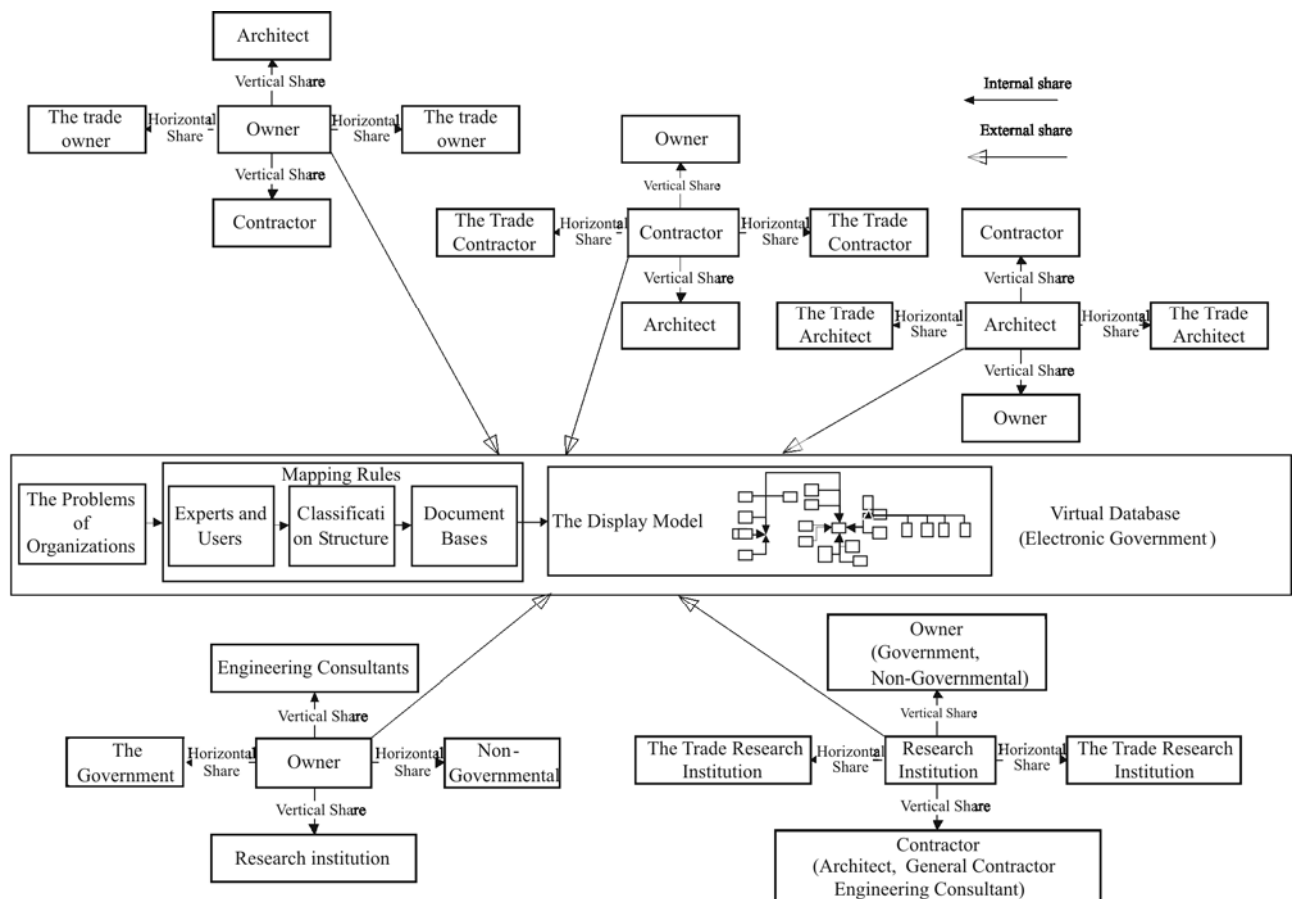 Architect
Vertical Share
The trade
owner
Horizontal
Share
Owner
Horizontal
Share
The trade
owner
Vertical Share
Contractor
Internal share
External share
Owner
Vertical Share
The Trade
Contractor
Horizontal
Share
Contractor
Horizontal
Share
The Trade
Contractor
Vertical Share
Architect
Contractor
Vertical Share
The Trade
Architect
Horizontal
Share
Architect
Horizontal
Share
The Trade
Architect
Vertical Share
Owner
The Problems
of
Organizations
Mapping Rules
Experts and
Users
Classificati
on Structure
Document
Bases
The Display Model
Virtual Database
(Electronic Government)
Engineering Consultants
Vertical Share
The
Government
Horizontal
Share
Owner
Horizontal
Share
Non-
Governmental
Vertical Share
Research institution
Owner
(Government,
Non-Governmental)
Vertical Share
The Trade Research
Institution
Horizontal
Share
Research
Institution
Horizontal
Share
The Trade Research
Institution
Vertical Share
Contractor
(Architect, General Contractor
Engineering Consultant)